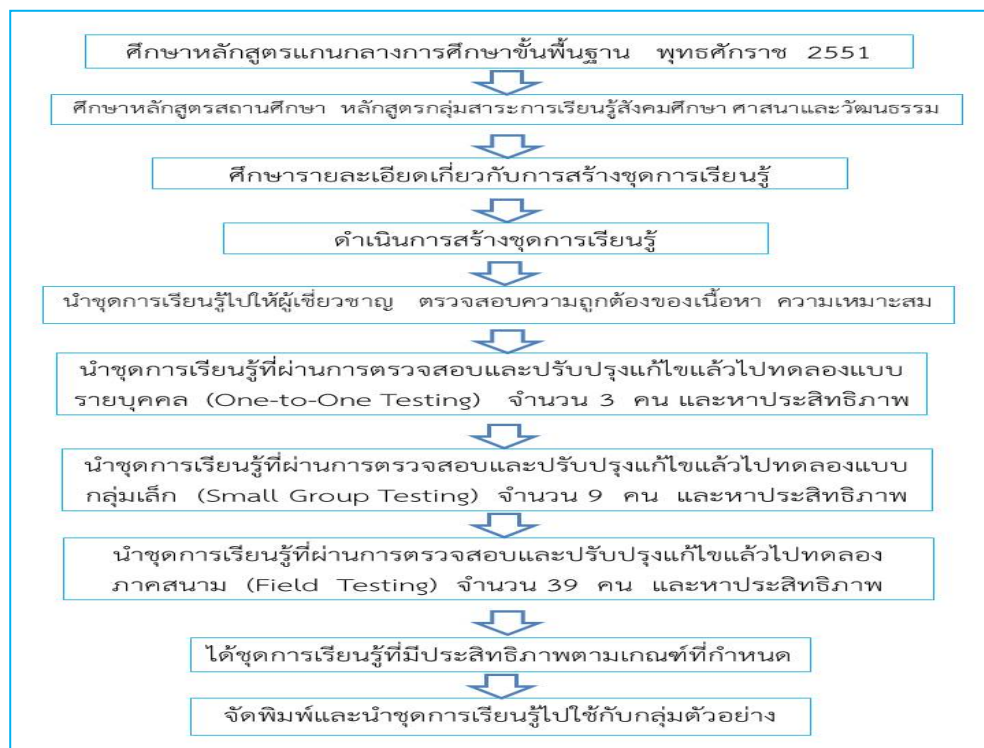 ศึกษาหลักสูตรแกนกลางการศึกษาขั้นพื้นฐาน พุทธศักราช 2551
ศึกษาหลักสูตรสถานศึกษา หลักสูตรกลุ่มสาระการเรียนรู้สังคมศึกษา ศาสนาและวัฒนธรรม
ศึกษารายละเอียดเกี่ยวกับการสร้างชุดการเรียนรู้
ดำเนินการสร้างชุดการเรียนรู้
นำชุดการเรียนรู้ไปให้ผู้เชี่ยวชาญ ตรวจสอบความถูกต้องของเนื้อหา ความเหมาะสม
นำชุดการเรียนรู้ที่ผ่านการตรวจสอบและปรับปรุงแก้ไขแล้วไปทดลองแบบ
รายบุคคล (One-to-One Testing) จำนวน 3 คน และหาประสิทธิภาพ
นำชุดการเรียนรู้ที่ผ่านการตรวจสอบและปรับปรุงแก้ไขแล้วไปทดลองแบบ
กลุ่มเล็ก (Small Group Testing) จำนวน 9 คน และหาประสิทธิภาพ
นำชุดการเรียนรู้ที่ผ่านการตรวจสอบและปรับปรุงแก้ไขแล้วไปทดลอง
ภาคสนาม (Field Testing) จำนวน 39 คน และหาประสิทธิภาพ
ได้ชุดการเรียนรู้ที่มีประสิทธิภาพตามเกณฑ์ที่กำหนด
จัดพิมพ์และนำชุดการเรียนรู้ไปใช้กับกลุ่มตัวอย่าง